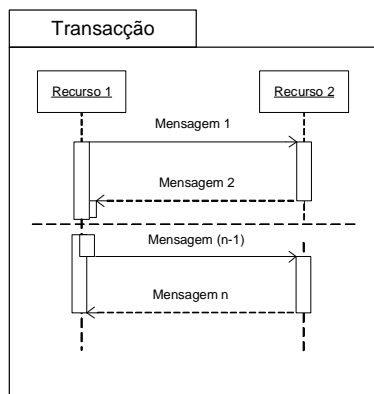 Transacção
Recurso 1
Recurso 2
Mensagem 1
Mensagem 2
Mensagem (n-1)
Mensagem n